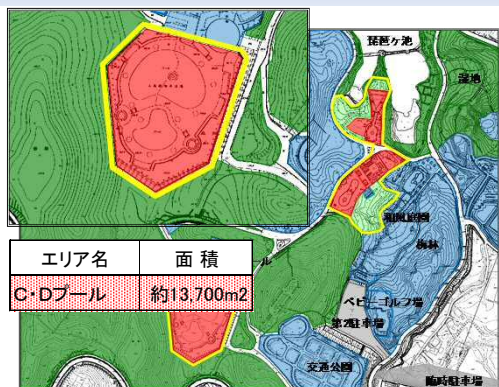 琵琶ヶ池
湿地
梅林
エリア名 面積
C・Dプール 約13,700m2
ール
ベビーゴルフ場
第2駐車場
交通公園
臨時駐車場